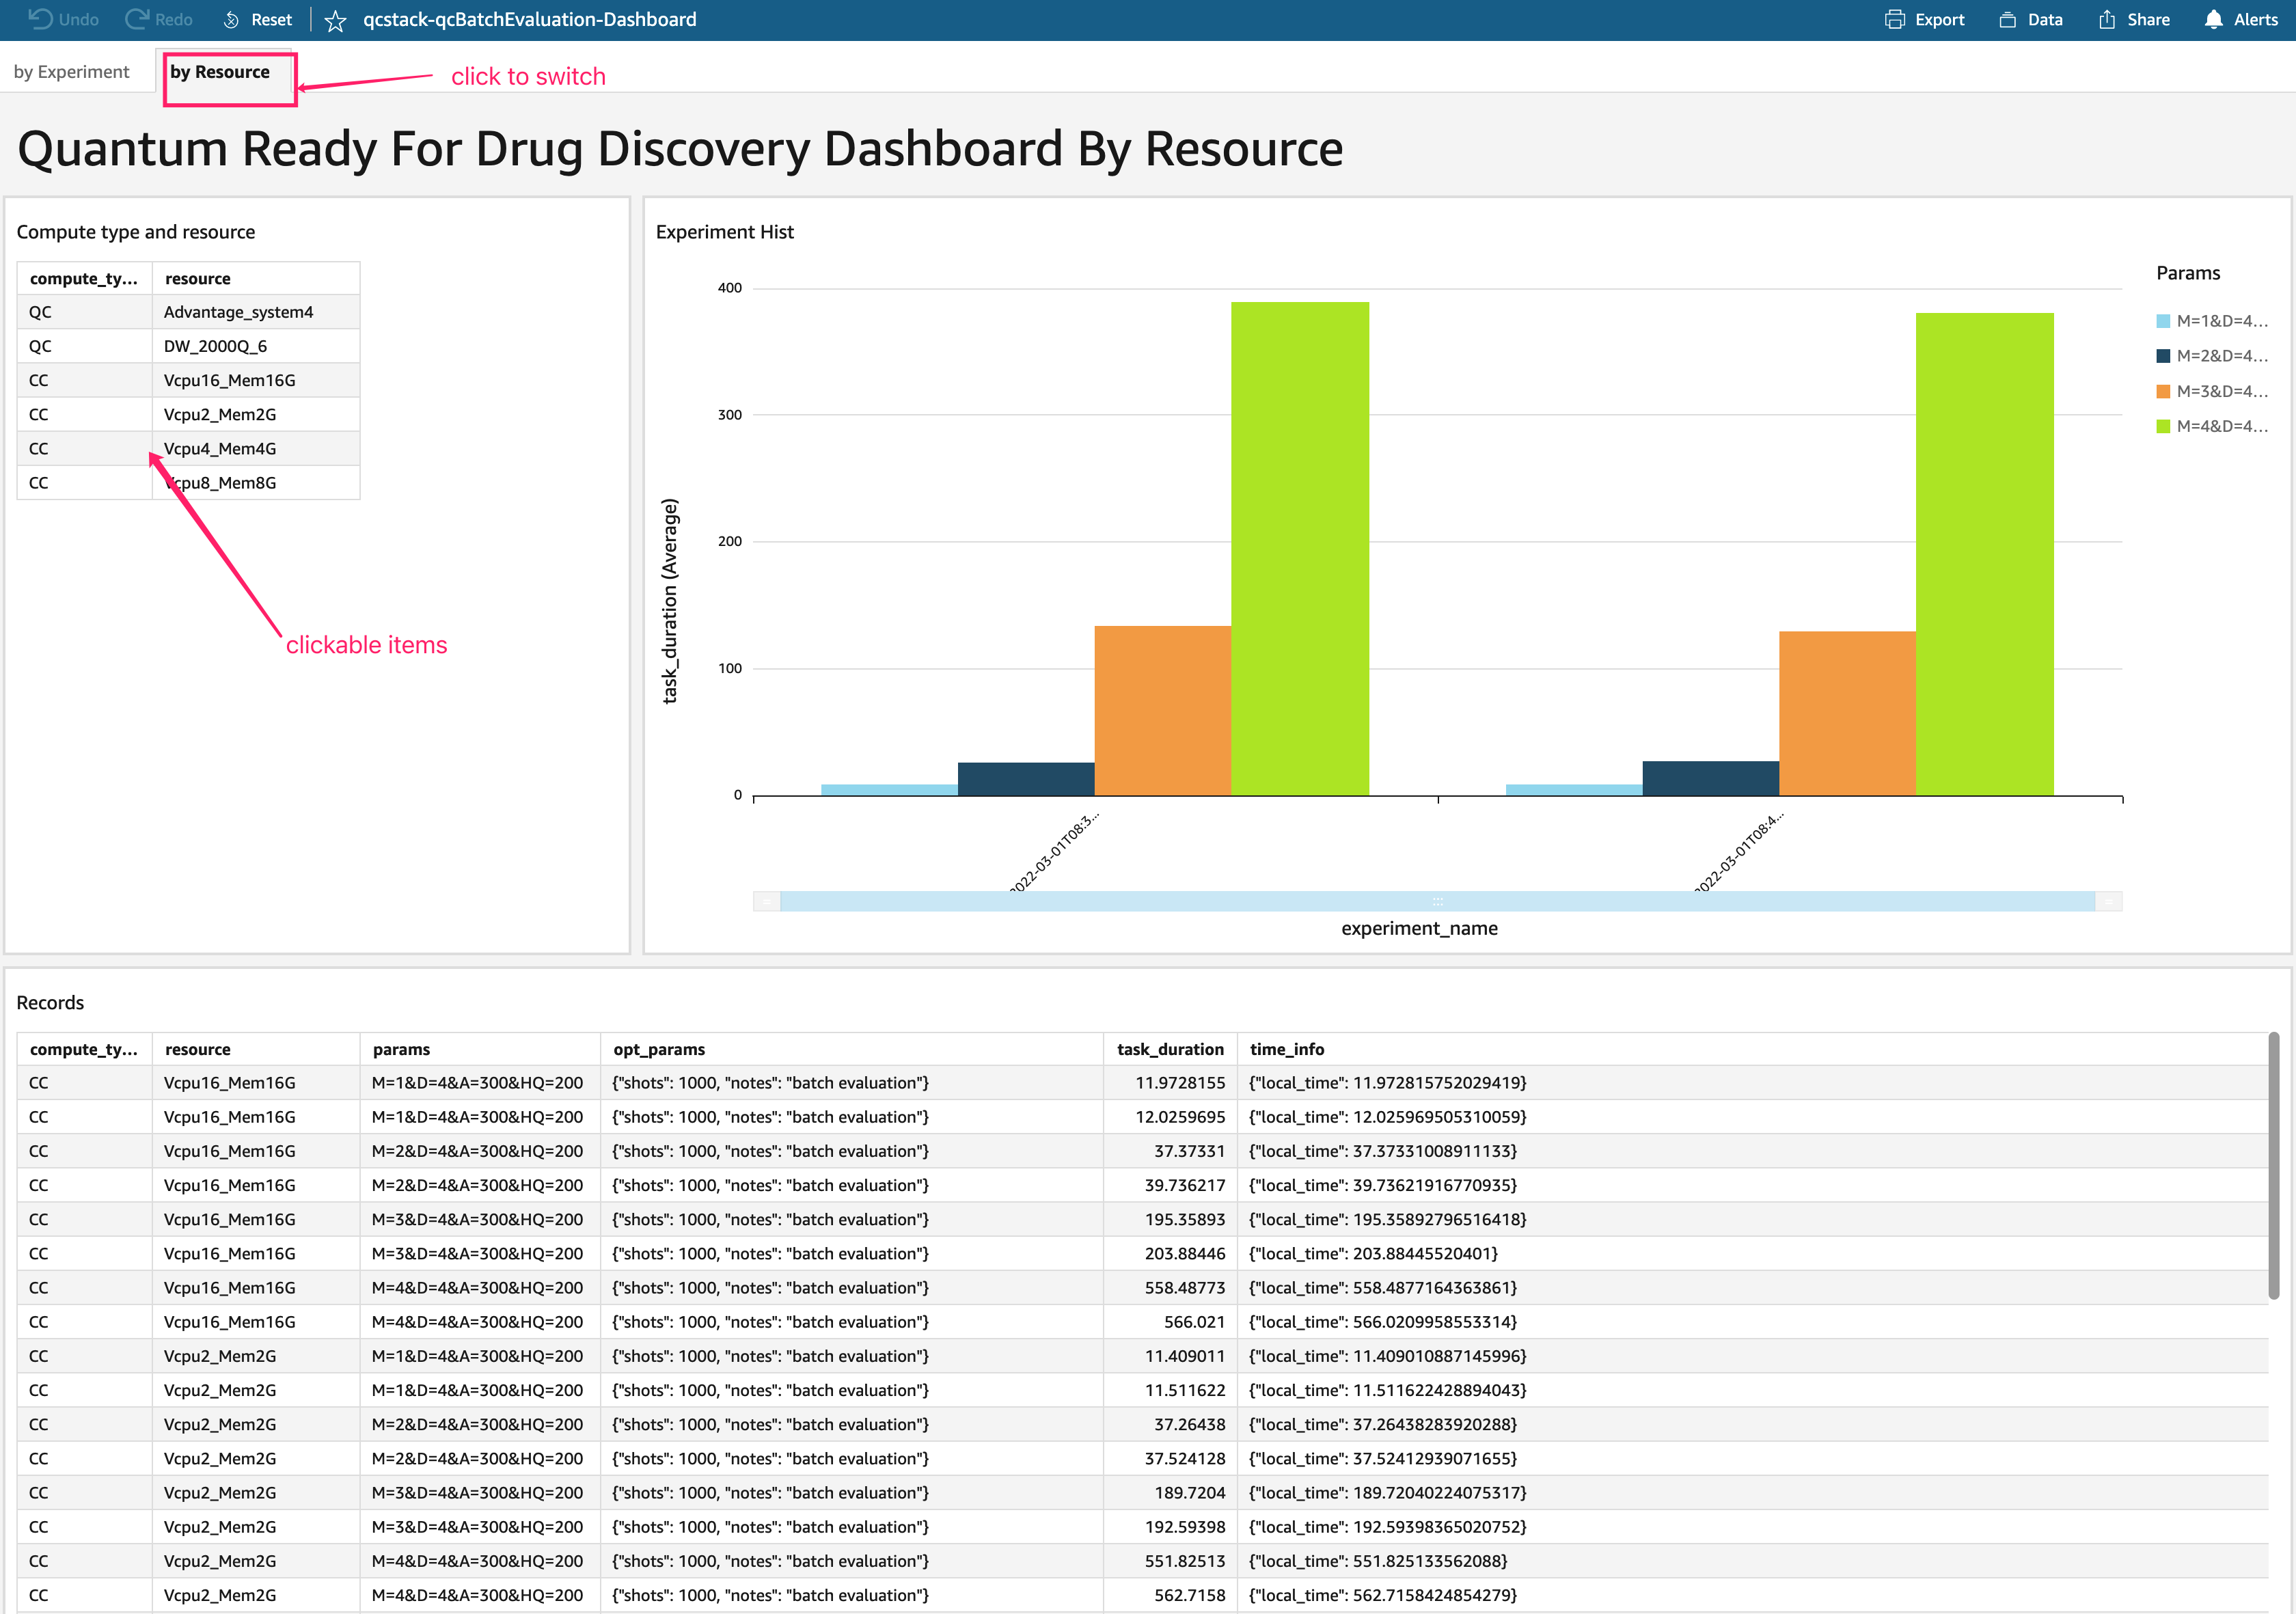 Undo Redo Reset qcstack-qcBatchEvaluation-Dashboard Export Data Share Alerts
by Experiment by Resource click to switch
Quantum Ready For Drug Discovery Dashboard By Resource
Compute type and resource
compute_ty... resource
QC Advantage_system4
QC DW_2000Q_6
CC Vcpu16_Mem16G
CC Vcpu2_Mem2G
CC Vcpu4_Mem4G
CC Vcpu8_Mem8G
clickable items
Experiment Hist
task_duration (Average)
400
300
200
100
0
2022-03-01T08:3...
2022-03-01T08:4...
experiment_name
Params
M=1&D=4...
M=2&D=4...
M=3&D=4...
M=4&D=4...
Records
compute_ty... resource params opt_params task_duration time_info
CC Vcpu16_Mem16G M=1&D=4&A=300&HQ=200 {"shots": 1000, "notes": "batch evaluation"} 11.9728155 {"local_time": 11.972815752029419}
CC Vcpu16_Mem16G M=1&D=4&A=300&HQ=200 {"shots": 1000, "notes": "batch evaluation"} 12.0259695 {"local_time": 12.025969505310059}
CC Vcpu16_Mem16G M=2&D=4&A=300&HQ=200 {"shots": 1000, "notes": "batch evaluation"} 37.37331 {"local_time": 37.37331008911133}
CC Vcpu16_Mem16G M=2&D=4&A=300&HQ=200 {"shots": 1000, "notes": "batch evaluation"} 39.736217 {"local_time": 39.73621916770935}
CC Vcpu16_Mem16G M=3&D=4&A=300&HQ=200 {"shots": 1000, "notes": "batch evaluation"} 195.35893 {"local_time": 195.35892796516418}
CC Vcpu16_Mem16G M=3&D=4&A=300&HQ=200 {"shots": 1000, "notes": "batch evaluation"} 203.88446 {"local_time": 203.88445520401}
CC Vcpu16_Mem16G M=4&D=4&A=300&HQ=200 {"shots": 1000, "notes": "batch evaluation"} 558.48773 {"local_time": 558.4877164363861}
CC Vcpu16_Mem16G M=4&D=4&A=300&HQ=200 {"shots": 1000, "notes": "batch evaluation"} 566.021 {"local_time": 566.0209958553314}
CC Vcpu2_Mem2G M=1&D=4&A=300&HQ=200 {"shots": 1000, "notes": "batch evaluation"} 11.409011 {"local_time": 11.409010887145996}
CC Vcpu2_Mem2G M=1&D=4&A=300&HQ=200 {"shots": 1000, "notes": "batch evaluation"} 11.511622 {"local_time": 11.511622428894043}
CC Vcpu2_Mem2G M=2&D=4&A=300&HQ=200 {"shots": 1000, "notes": "batch evaluation"} 37.26438 {"local_time": 37.26438283920288}
CC Vcpu2_Mem2G M=2&D=4&A=300&HQ=200 {"shots": 1000, "notes": "batch evaluation"} 37.524128 {"local_time": 37.52412939071655}
CC Vcpu2_Mem2G M=3&D=4&A=300&HQ=200 {"shots": 1000, "notes": "batch evaluation"} 189.7204 {"local_time": 189.72040224075317}
CC Vcpu2_Mem2G M=3&D=4&A=300&HQ=200 {"shots": 1000, "notes": "batch evaluation"} 192.59398 {"local_time": 192.59398365020752}
CC Vcpu2_Mem2G M=4&D=4&A=300&HQ=200 {"shots": 1000, "notes": "batch evaluation"} 551.82513 {"local_time": 551.825133562088}
CC Vcpu2_Mem2G M=4&D=4&A=300&HQ=200 {"shots": 1000, "notes": "batch evaluation"} 562.7158 {"local_time": 562.7158424854279}